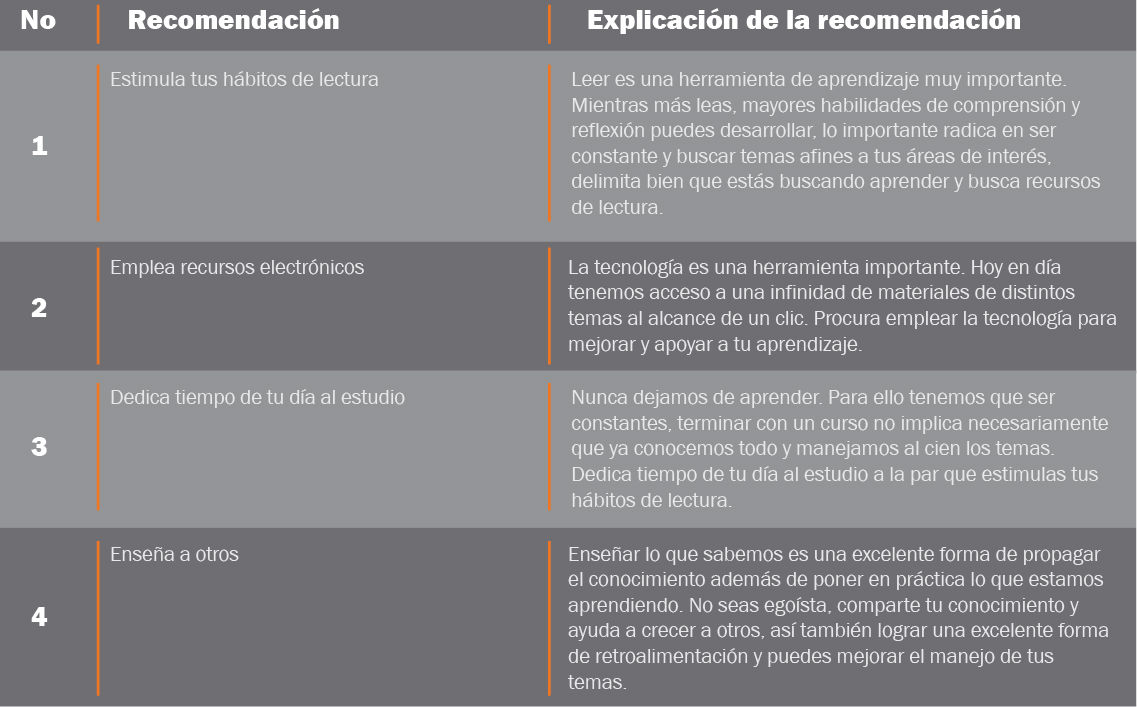 No Recomendación Explicación de la recomendación
1
Estimula tus hábitos de lectura
Leer es una herramienta de aprendizaje muy importante.
Mientras más leas, mayores habilidades de comprensión y
reflexión puedes desarrollar, lo importante radica en ser
constante y buscar temas afines a tus áreas de interés,
delimita bien que estás buscando aprender y busca recursos
de lectura.
2
Emplea recursos electrónicos
La tecnología es una herramienta importante. Hoy en día
tenemos acceso a una infinidad de materiales de distintos
temas al alcance de un clic. Procura emplear la tecnología para
mejorar y apoyar a tu aprendizaje.
3
Dedica tiempo de tu día al estudio
Nunca dejamos de aprender. Para ello tenemos que ser
constantes, terminar con un curso no implica necesariamente
que ya conocemos todo y manejamos al cien los temas.
Dedica tiempo de tu día al estudio a la par que estimulas tus
hábitos de lectura.
4
Enseña a otros
Enseñar lo que sabemos es una excelente forma de propagar
el conocimiento además de poner en práctica lo que estamos
aprendiendo. No seas egoísta, comparte tu conocimiento y
ayuda a crecer a otros, así también lograr una excelente forma
de retroalimentación y puedes mejorar el manejo de tus
temas.